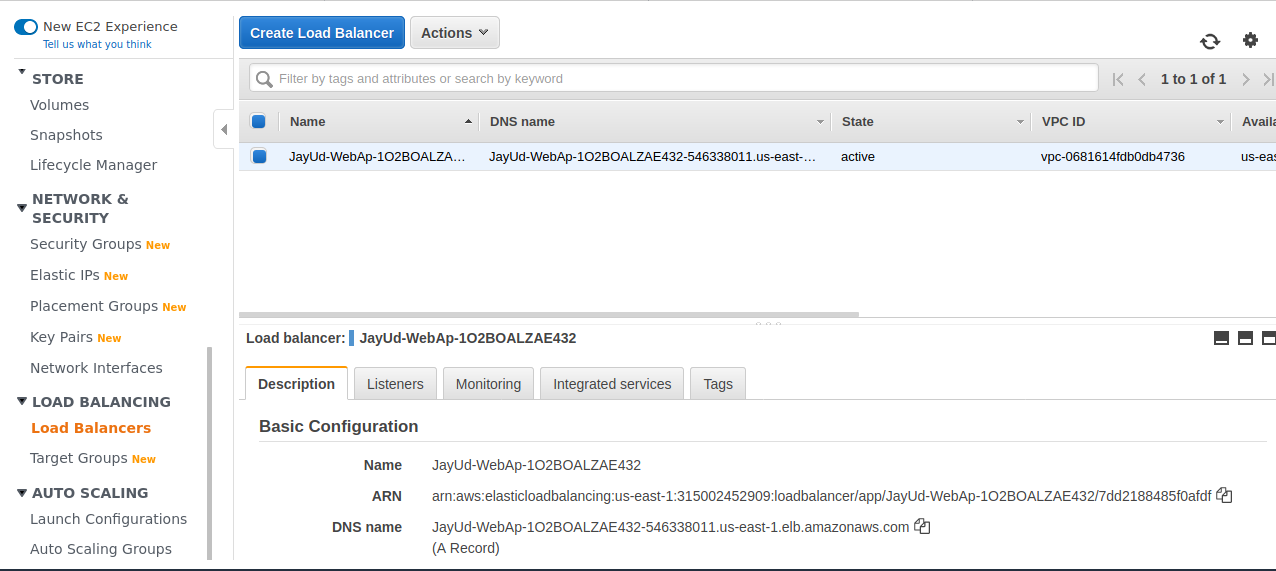 New EC2 Experience
Tell us what you think
STORE
Volumes
Snapshots
Lifecycle Manager
NETWORK &
SECURITY
Security Groups New
Elastic IPs New
Placement Groups New
Key Pairs New
Network Interfaces
LOAD BALANCING
Load Balancers
Target Groups New
AUTO SCALING
Launch Configurations
Auto Scaling Groups
Create Load Balancer Actions
Filter by tags and attributes or search by keyword 1 to 1 of 1
Name DNS name State VPC ID Availa
JayUd-WebAp-1O2BOALZA... JayUd-WebAp-1O2BOALZAE432-546338011.us-east-... active vpc-0681614fdb0db4736 us-eas
Load balancer: JayUd-WebAp-1O2BOALZAE432
Description Listeners Monitoring Integrated services Tags
Basic Configuration
Name JayUd-WebAp-1O2BOALZAE432
ARN arn:aws:elasticloadbalancing:us-east-1:315002452909:loadbalancer/app/JayUd-WebAp-1O2BOALZAE432/7dd2188485f0afdf
DNS name JayUd-WebAp-1O2BOALZAE432-546338011.us-east-1.elb.amazonaws.com
(A Record)